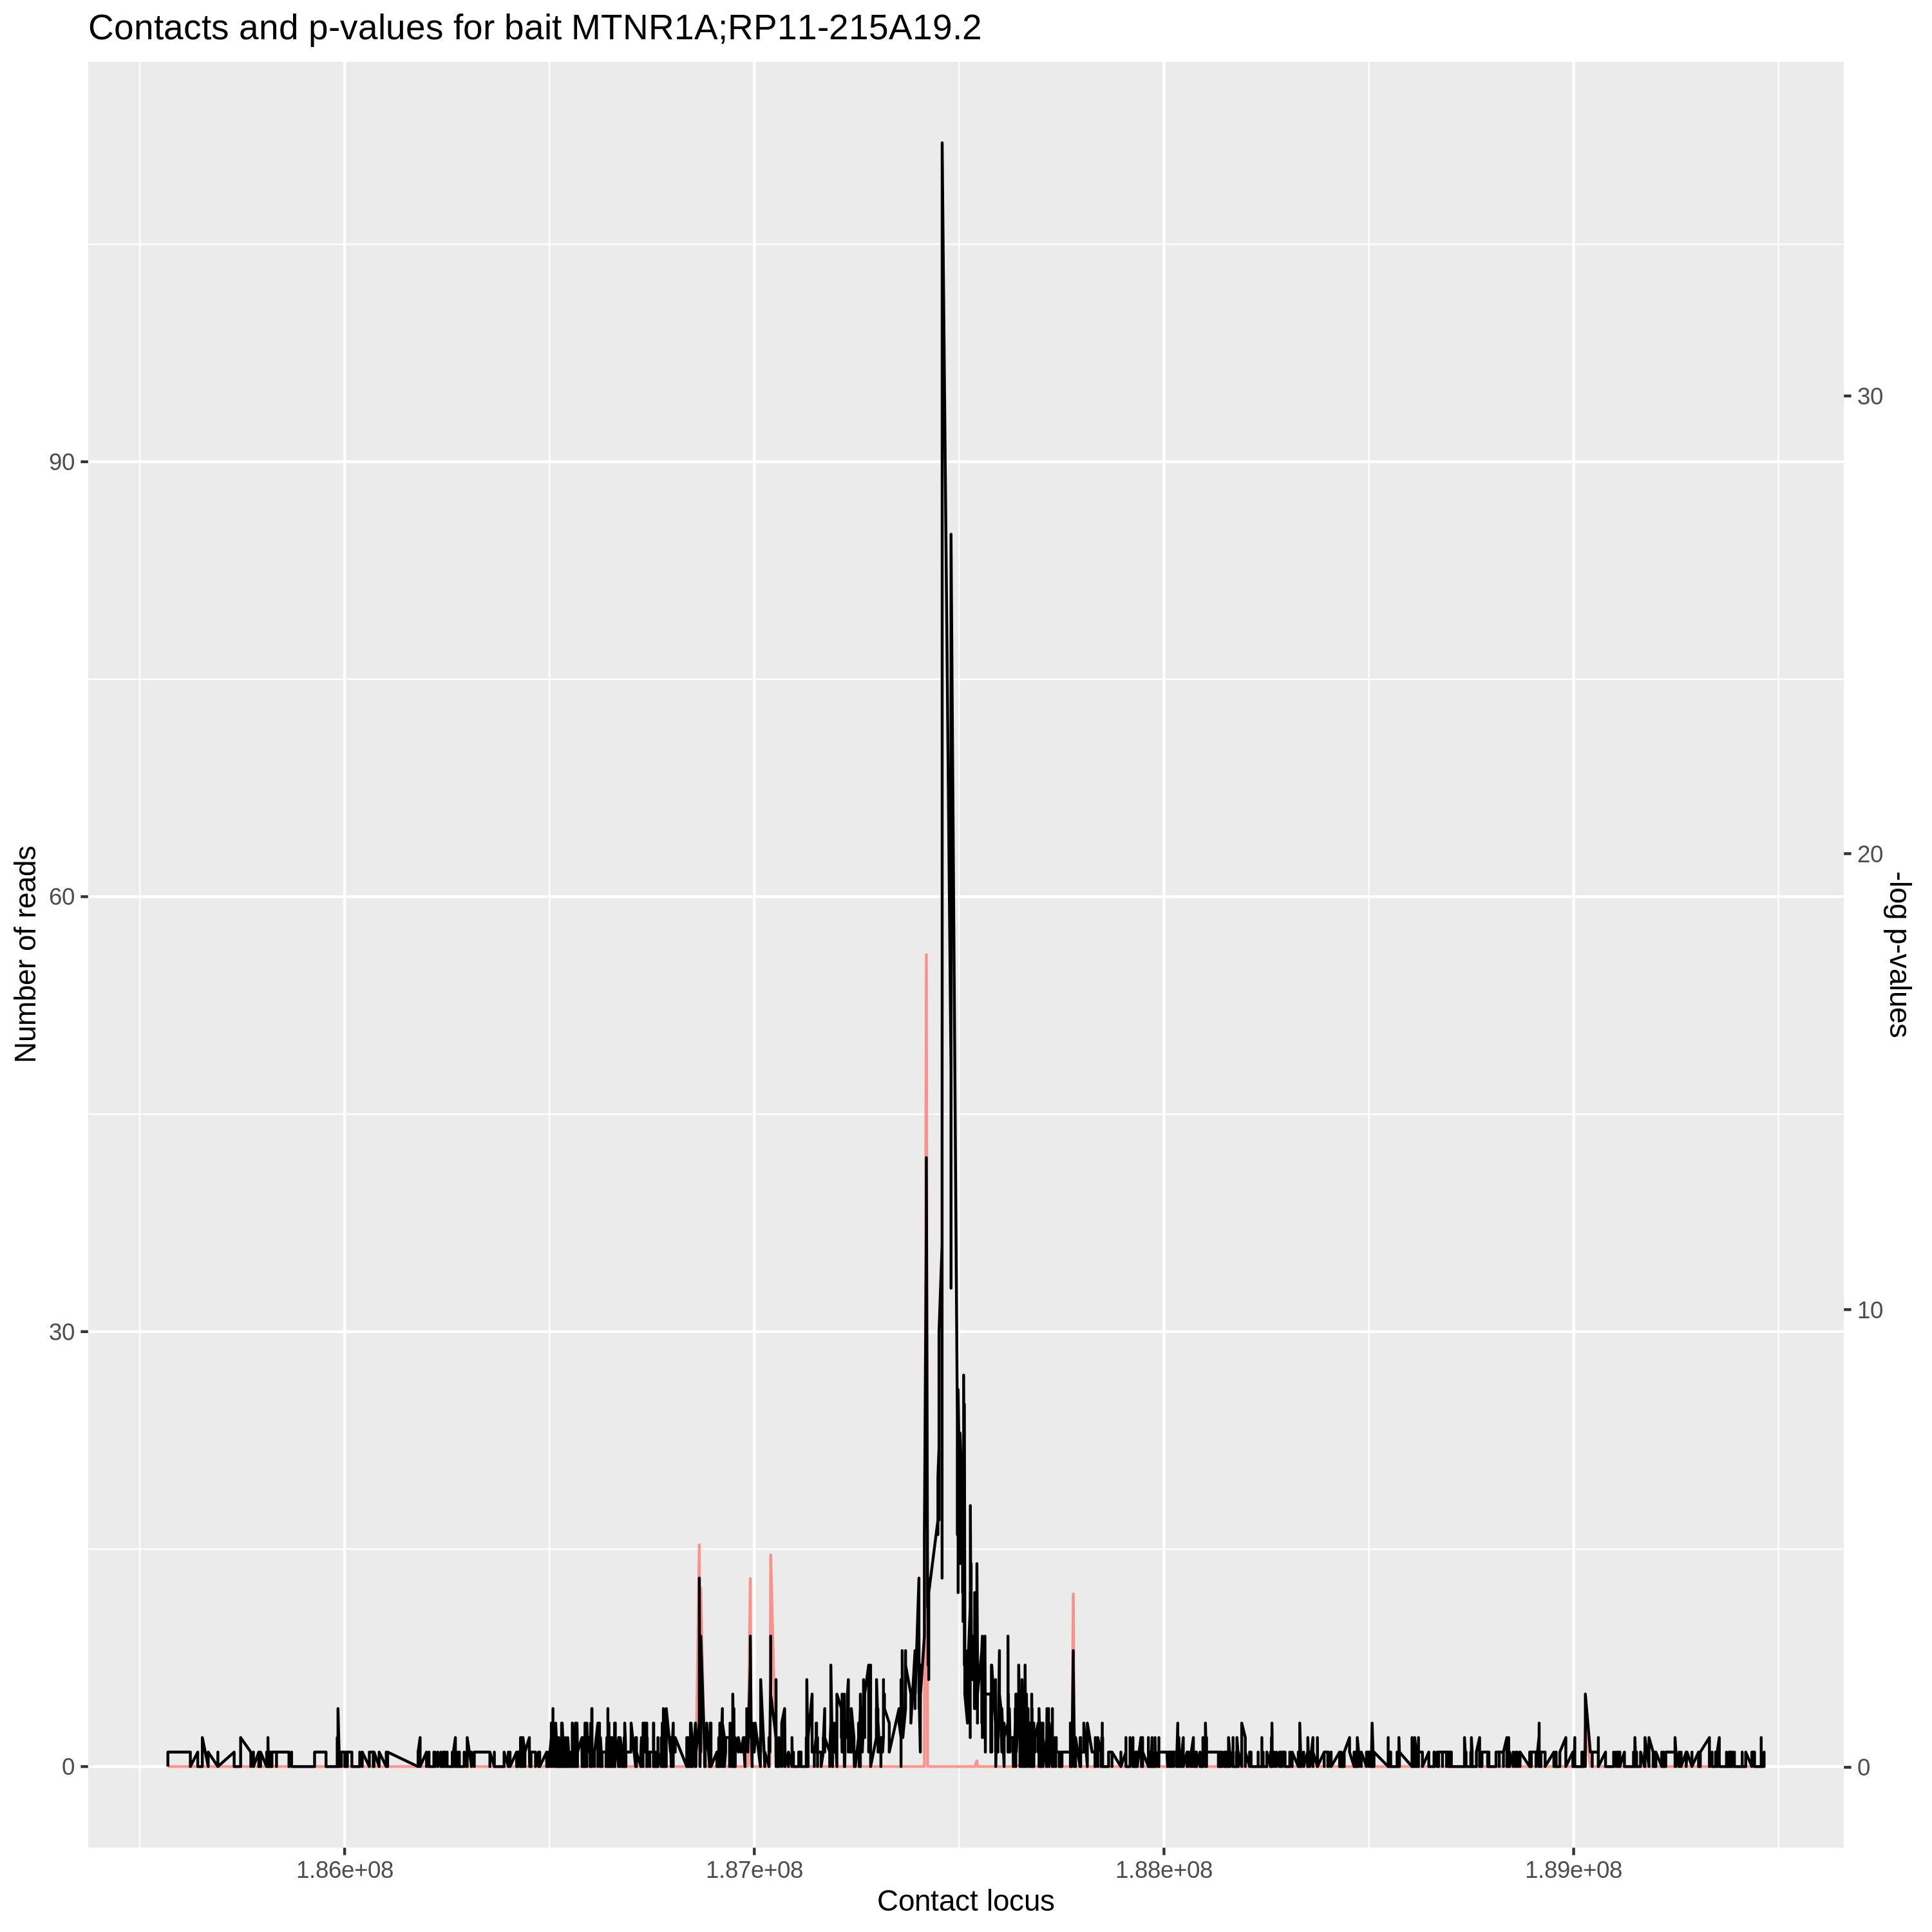 Contacts and p-values for bait MTNR1A;RP11-215A19.2
Number of reads
90
60
30
0
30
20
10
0
-log p-values
1.86e+08
1.87e+08
1.88e+08
1.89e+08
Contact locus